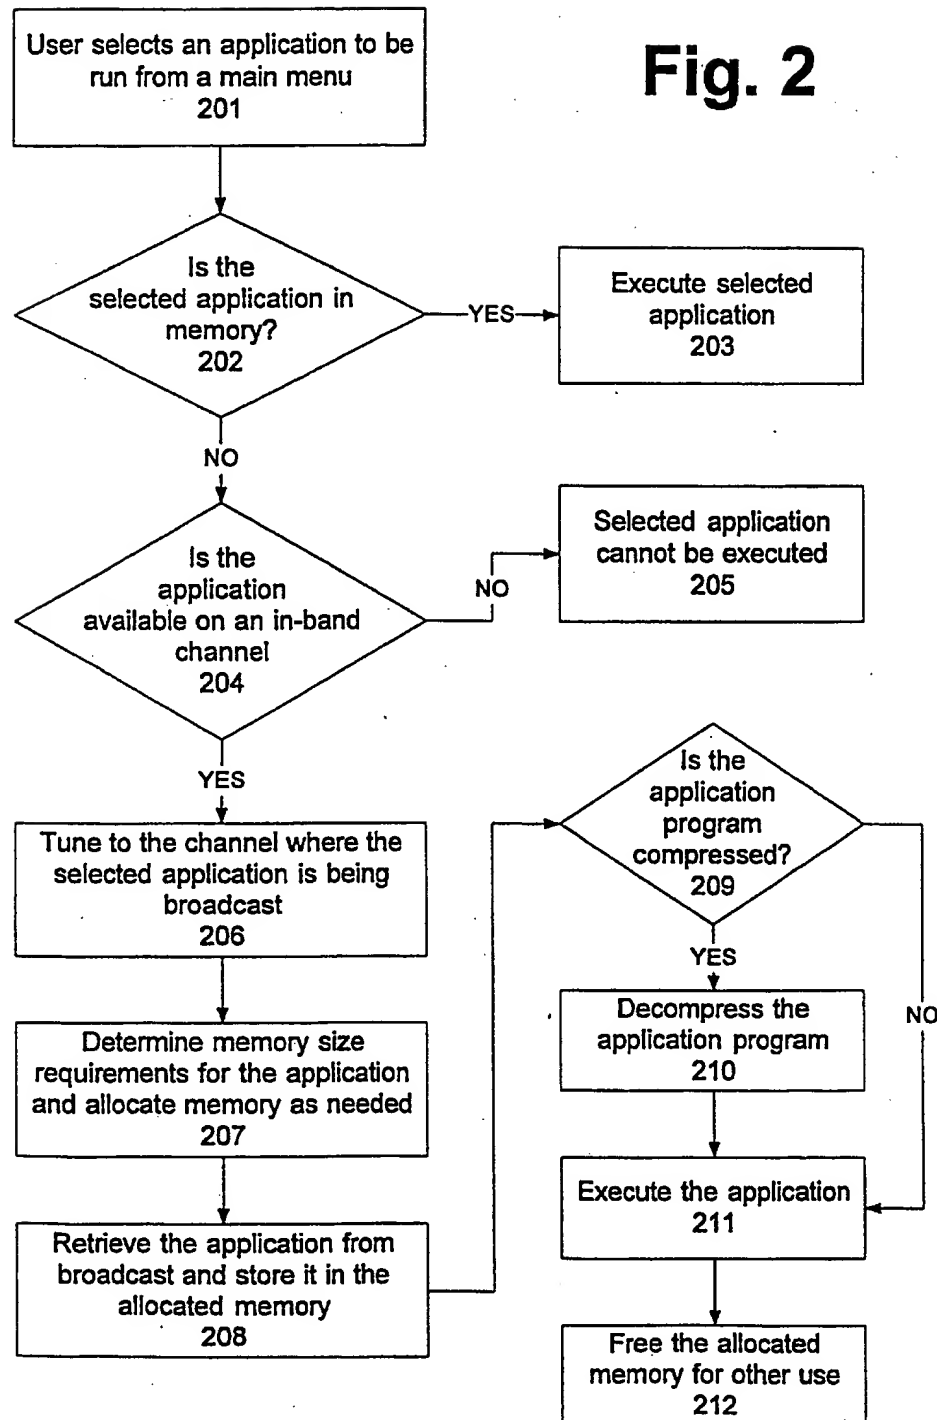 Fig. 2
User selects an application to be
run from a main menu
201
Is the
selected application in
memory?
202
YES
Execute selected
application
203
NO
Is the
application
available on an in-band
channel
204
NO
Selected application
cannot be executed
205
YES
Tune to the channel where the
selected application is being
broadcast
206
Determine memory size
requirements for the application
and allocate memory as needed
207
Retrieve the application from
broadcast and store it in the
allocated memory
208
Is the
application
program
compressed?
209
YES
NO
Decompress the
application program
210
Execute the application
211
Free the allocated
memory for other use
212